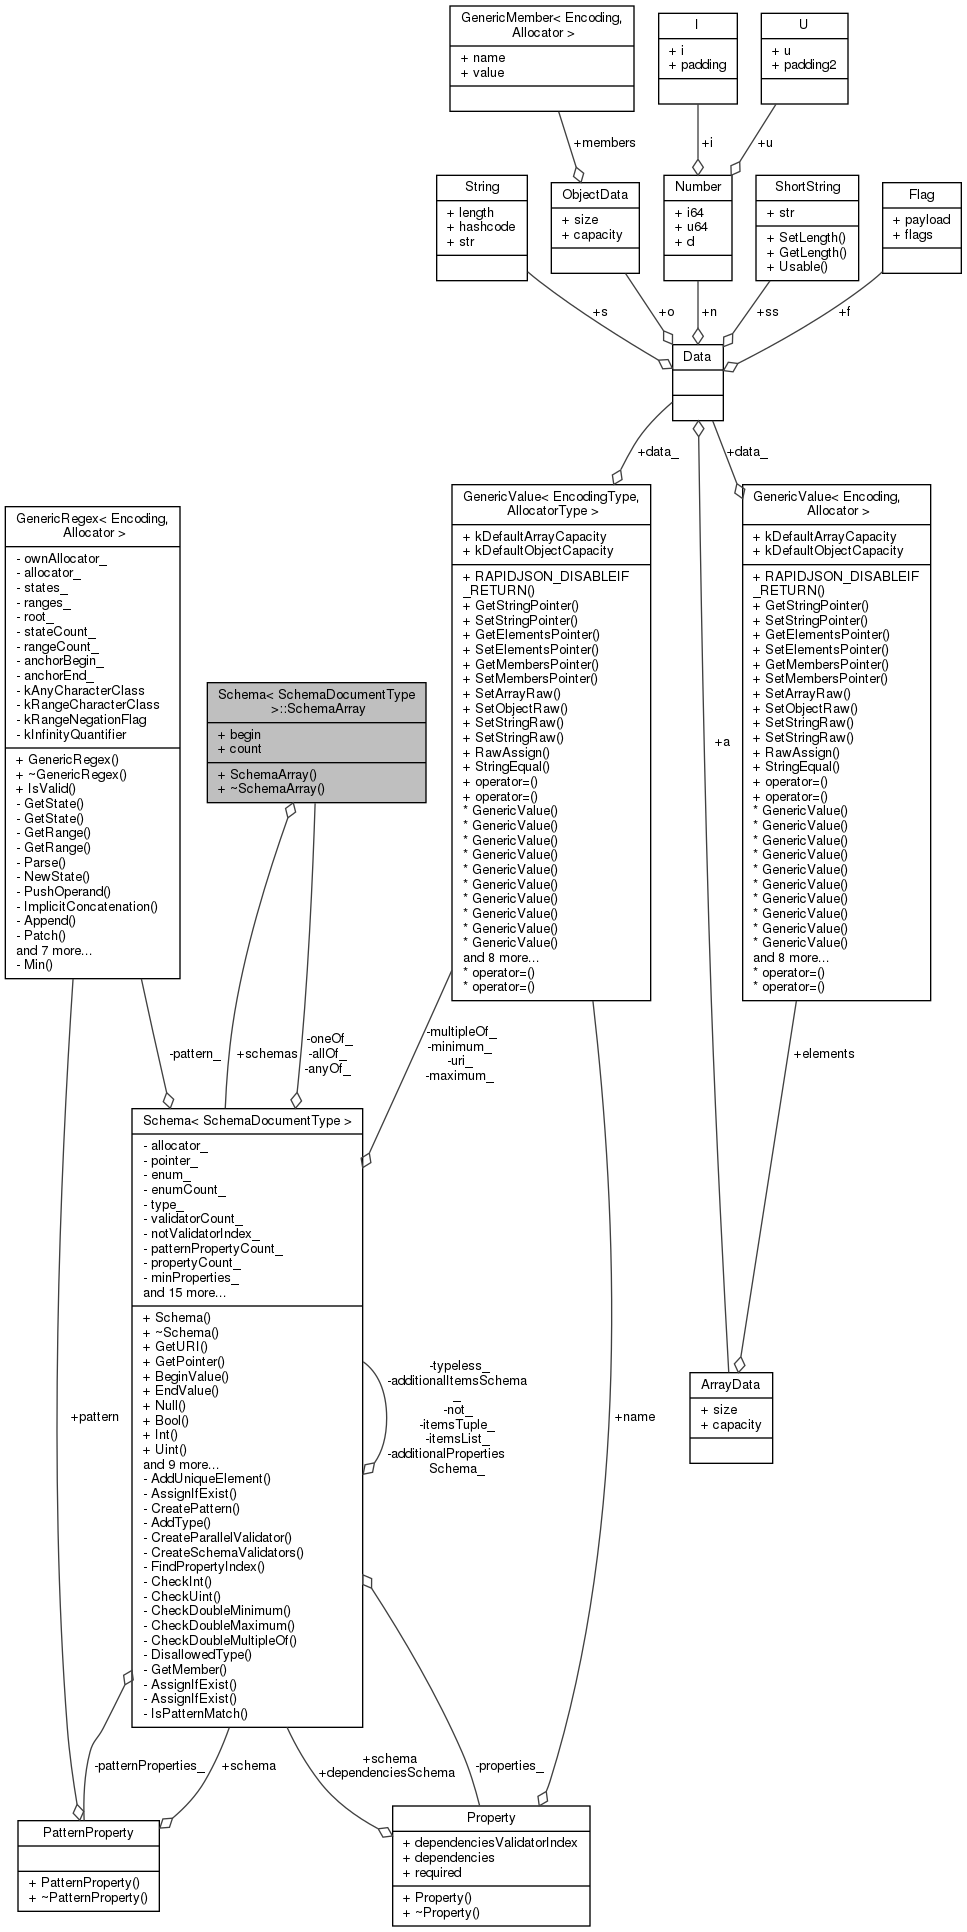 GenericMember< Encoding,
Allocator >
+ name
+ value
I
+ i
+ padding
U
+ u
+ padding2
+members
+i
+u
String
+ length
+ hashcode
+ str
ObjectData
+ size
+ capacity
Number
+ i64
+ u64
+ d
ShortString
+ str
+ SetLength()
+ GetLength()
+ Usable()
Flag
+ payload
+ flags
+s
+o
+n
+ss
+f
Data
+data_
+data_
GenericRegex< Encoding,
Allocator >
- ownAllocator_
- allocator_
- states_
- ranges_
- root_
- stateCount_
- rangeCount_
- anchorBegin_
- anchorEnd_
- kAnyCharacterClass
- kRangeCharacterClass
- kRangeNegationFlag
- kInfinityQuantifier
+ GenericRegex()
+ ~GenericRegex()
+ IsValid()
- GetState()
- GetState()
- GetRange()
- GetRange()
- Parse()
- NewState()
- PushOperand()
- ImplicitConcatenation()
- Append()
- Patch()
and 7 more...
- Min()
Schema< SchemaDocumentType
>::SchemaArray
+ begin
+ count
+ SchemaArray()
+ ~SchemaArray()
GenericValue< EncodingType,
AllocatorType >
+ kDefaultArrayCapacity
+ kDefaultObjectCapacity
+ RAPIDJSON_DISABLEIF
_RETURN()
+ GetStringPointer()
+ SetStringPointer()
+ GetElementsPointer()
+ SetElementsPointer()
+ GetMembersPointer()
+ SetMembersPointer()
+ SetArrayRaw()
+ SetObjectRaw()
+ SetStringRaw()
+ SetStringRaw()
+ RawAssign()
+ StringEqual()
+ operator=()
+ operator=()
* GenericValue()
* GenericValue()
* GenericValue()
* GenericValue()
* GenericValue()
* GenericValue()
* GenericValue()
* GenericValue()
* GenericValue()
* GenericValue()
and 8 more...
* operator=()
* operator=()
+a
GenericValue< Encoding,
Allocator >
+ kDefaultArrayCapacity
+ kDefaultObjectCapacity
+ RAPIDJSON_DISABLEIF
_RETURN()
+ GetStringPointer()
+ SetStringPointer()
+ GetElementsPointer()
+ SetElementsPointer()
+ GetMembersPointer()
+ SetMembersPointer()
+ SetArrayRaw()
+ SetObjectRaw()
+ SetStringRaw()
+ SetStringRaw()
+ RawAssign()
+ StringEqual()
+ operator=()
+ operator=()
* GenericValue()
* GenericValue()
* GenericValue()
* GenericValue()
* GenericValue()
* GenericValue()
* GenericValue()
* GenericValue()
* GenericValue()
* GenericValue()
and 8 more...
* operator=()
* operator=()
-pattern_
+schemas
-oneOf_
-allOf_
-anyOf_
-multipleOf_
-minimum_
-uri_
-maximum_
+elements
Schema< SchemaDocumentType >
- allocator_
- pointer_
- enum_
- enumCount_
- type_
- validatorCount_
- notValidatorIndex_
- patternPropertyCount_
- propertyCount_
- minProperties_
and 15 more...
+ Schema()
+ ~Schema()
+ GetURI()
+ GetPointer()
+ BeginValue()
+ EndValue()
+ Null()
+ Bool()
+ Int()
+ Uint()
and 9 more...
- AddUniqueElement()
- AssignIfExist()
- CreatePattern()
- AddType()
- CreateParallelValidator()
- CreateSchemaValidators()
- FindPropertyIndex()
- CheckInt()
- CheckUint()
- CheckDoubleMinimum()
- CheckDoubleMaximum()
- CheckDoubleMultipleOf()
- DisallowedType()
- GetMember()
- AssignIfExist()
- AssignIfExist()
- IsPatternMatch()
-typeless_
-additionalItemsSchema
_
-not_
-itemsTuple_
-itemsList_
-additionalProperties
Schema_
+pattern
+name
ArrayData
+ size
+ capacity
-patternProperties_
+schema
+schema
+dependenciesSchema
-properties_
PatternProperty
+ PatternProperty()
+ ~PatternProperty()
Property
+ dependenciesValidatorIndex
+ dependencies
+ required
+ Property()
+ ~Property()